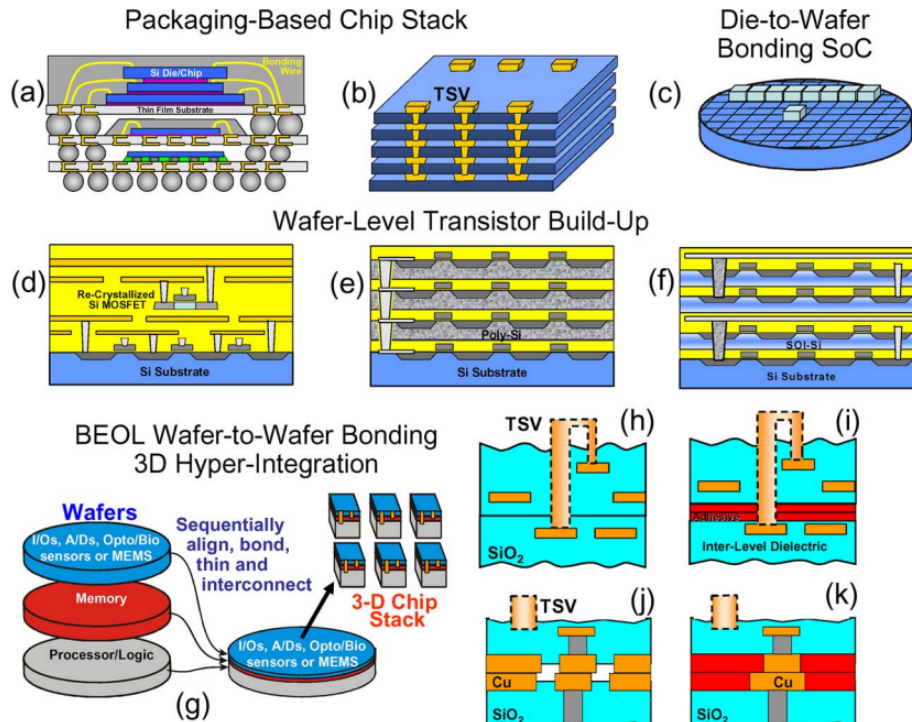 Packaging-Based Chip Stack
Die-to-Wafer
Bonding SoC
(a)
Bonding
Wire
Si Die/Chip
Thin Film Substrate
(b)
TSV
(c)
Wafer-Level Transistor Build-Up
(d)
Re-Crystallized
Si MOSFET
Si Substrate
(e)
Poly-Si
Si Substrate
(f)
SOI-Si
Si Substrate
BEOL Wafer-to-Wafer Bonding
3D Hyper-Integration
Wafers
I/Os, A/Ds, Opto/Bio
sensors or MEMS
Memory
Processor/Logic
Sequentially
align, bond,
thin and
interconnect
3-D Chip
Stack
I/Os, A/Ds, Opto/Bio
sensors or MEMS
(g)
TSV
(h)
SiO2
(i)
Adhesive
Inter-Level Dielectric
TSV
(j)
Cu
SiO2
(k)
Cu